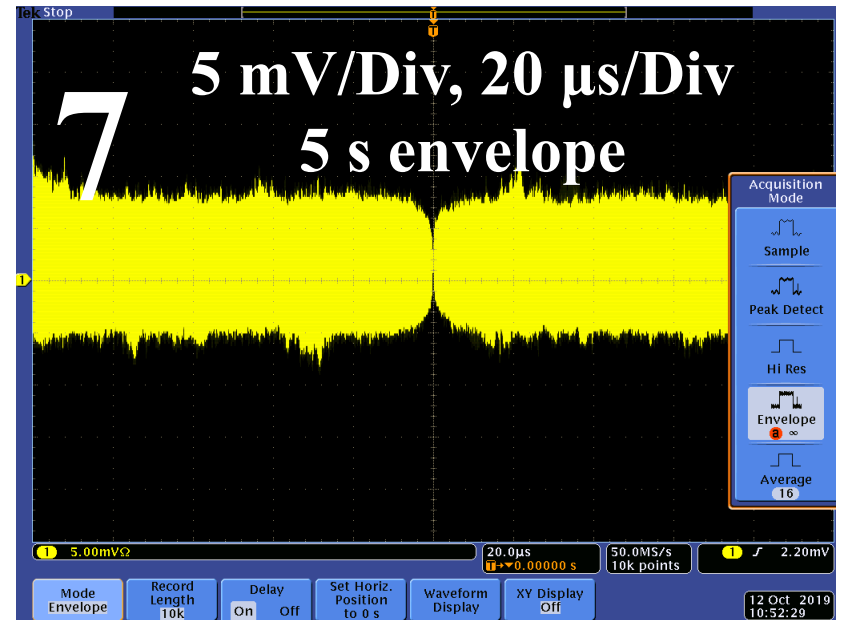 Tek Stop
T
T
5 mV/Div, 20 µs/Div
7
5 s envelope
1
Acquisition
Mode
Sample
Peak Detect
Hi Res
Envelope
a ∞
Average
16
1 5.00mVΩ
20.0µs
T→▼0.00000 s
50.0MS/s
10k points
1 ʃ 2.20mV
Mode
Envelope
Record
Length
10k
Delay
On Off
Set Horiz.
Position
to 0 s
Waveform
Display
XY Display
Off
12 Oct 2019
10:52:29